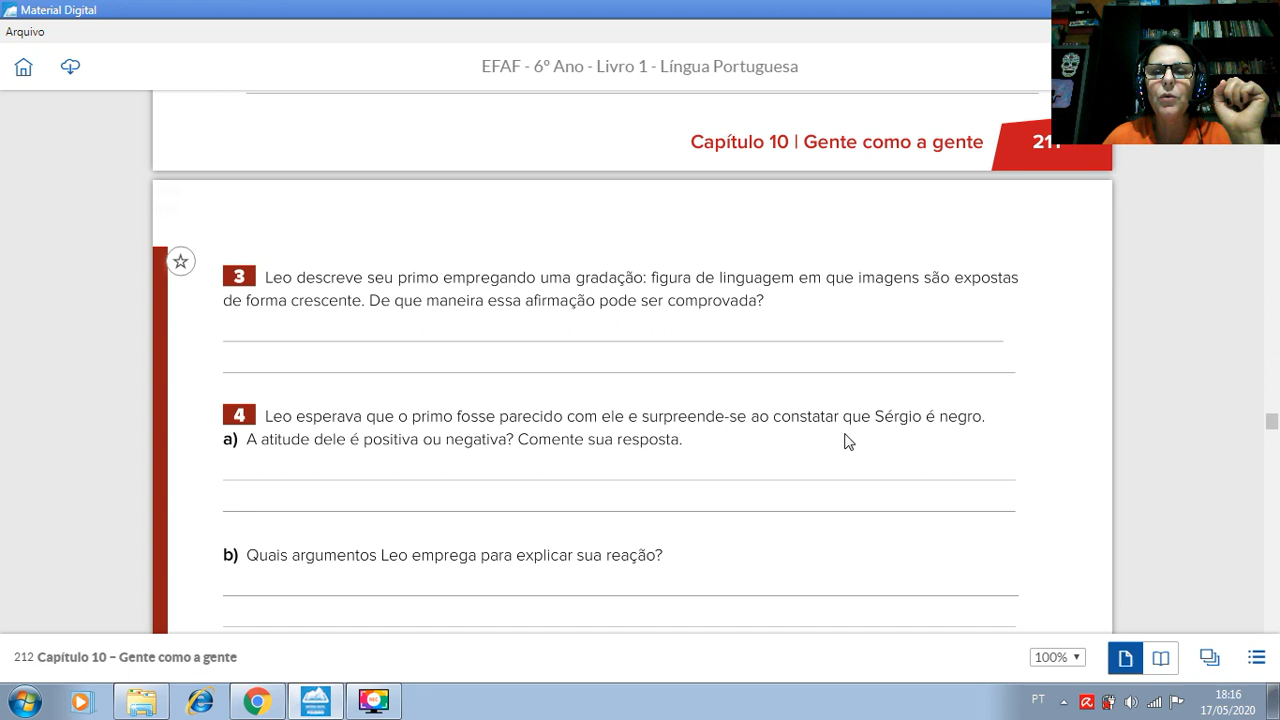 Material Digital
Arquivo
EFAF - 6º Ano - Livro 1 - Língua Portuguesa
Capítulo 10 | Gente como a gente
3 Leo descreve seu primo empregando uma gradação: figura de linguagem em que imagens são expostas
de forma crescente. De que maneira essa afirmação pode ser comprovada?
4 Leo esperava que o primo fosse parecido com ele e surpreende-se ao constatar que Sérgio é negro.
a) A atitude dele é positiva ou negativa? Comente sua resposta.
b) Quais argumentos Leo emprega para explicar sua reação?
212 Capítulo 10 – Gente como a gente
100%
PT
18:16
17/05/2020